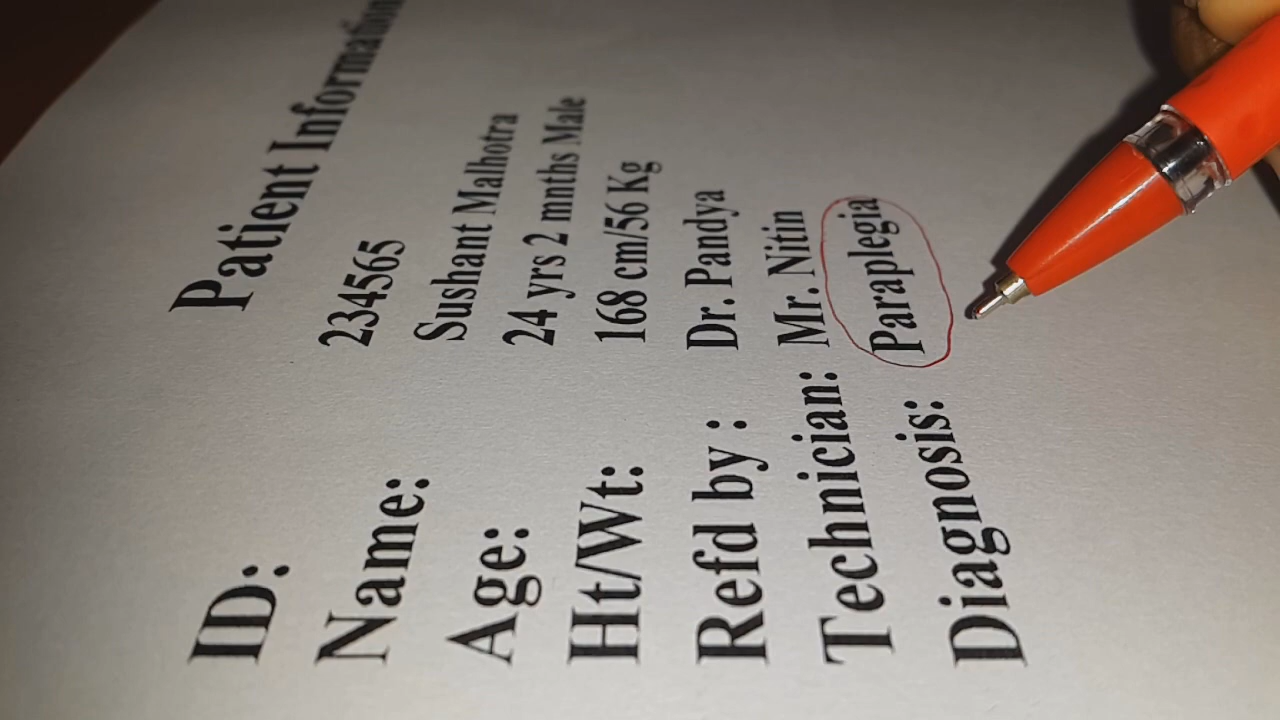 Patient Information
ID: 234565
Name: Sushant Malhotra
Age: 24 yrs 2 mnths Male
Ht/Wt: 168 cm/56 Kg
Refd by : Dr. Pandya
Technician: Mr. Nitin
Diagnosis: Paraplegia